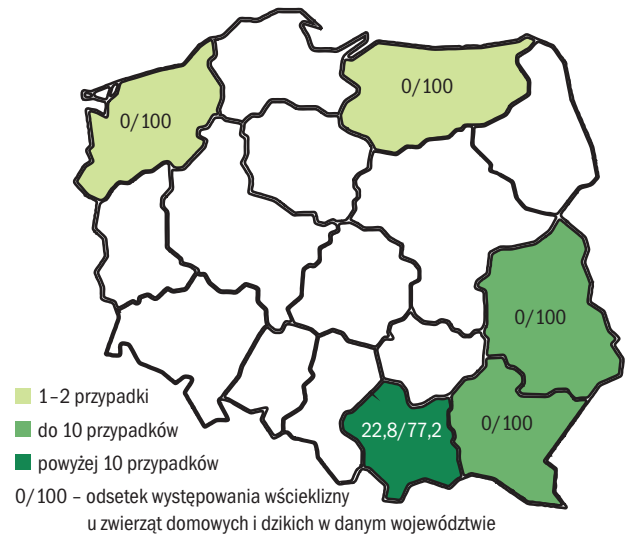 0/100
0/100
0/100
22,8/77,2
0/100
1–2 przypadki
do 10 przypadków
powyżej 10 przypadków
0/100 – odsetek występowania wścieklizny
u zwierząt domowych i dzikich w danym województwie